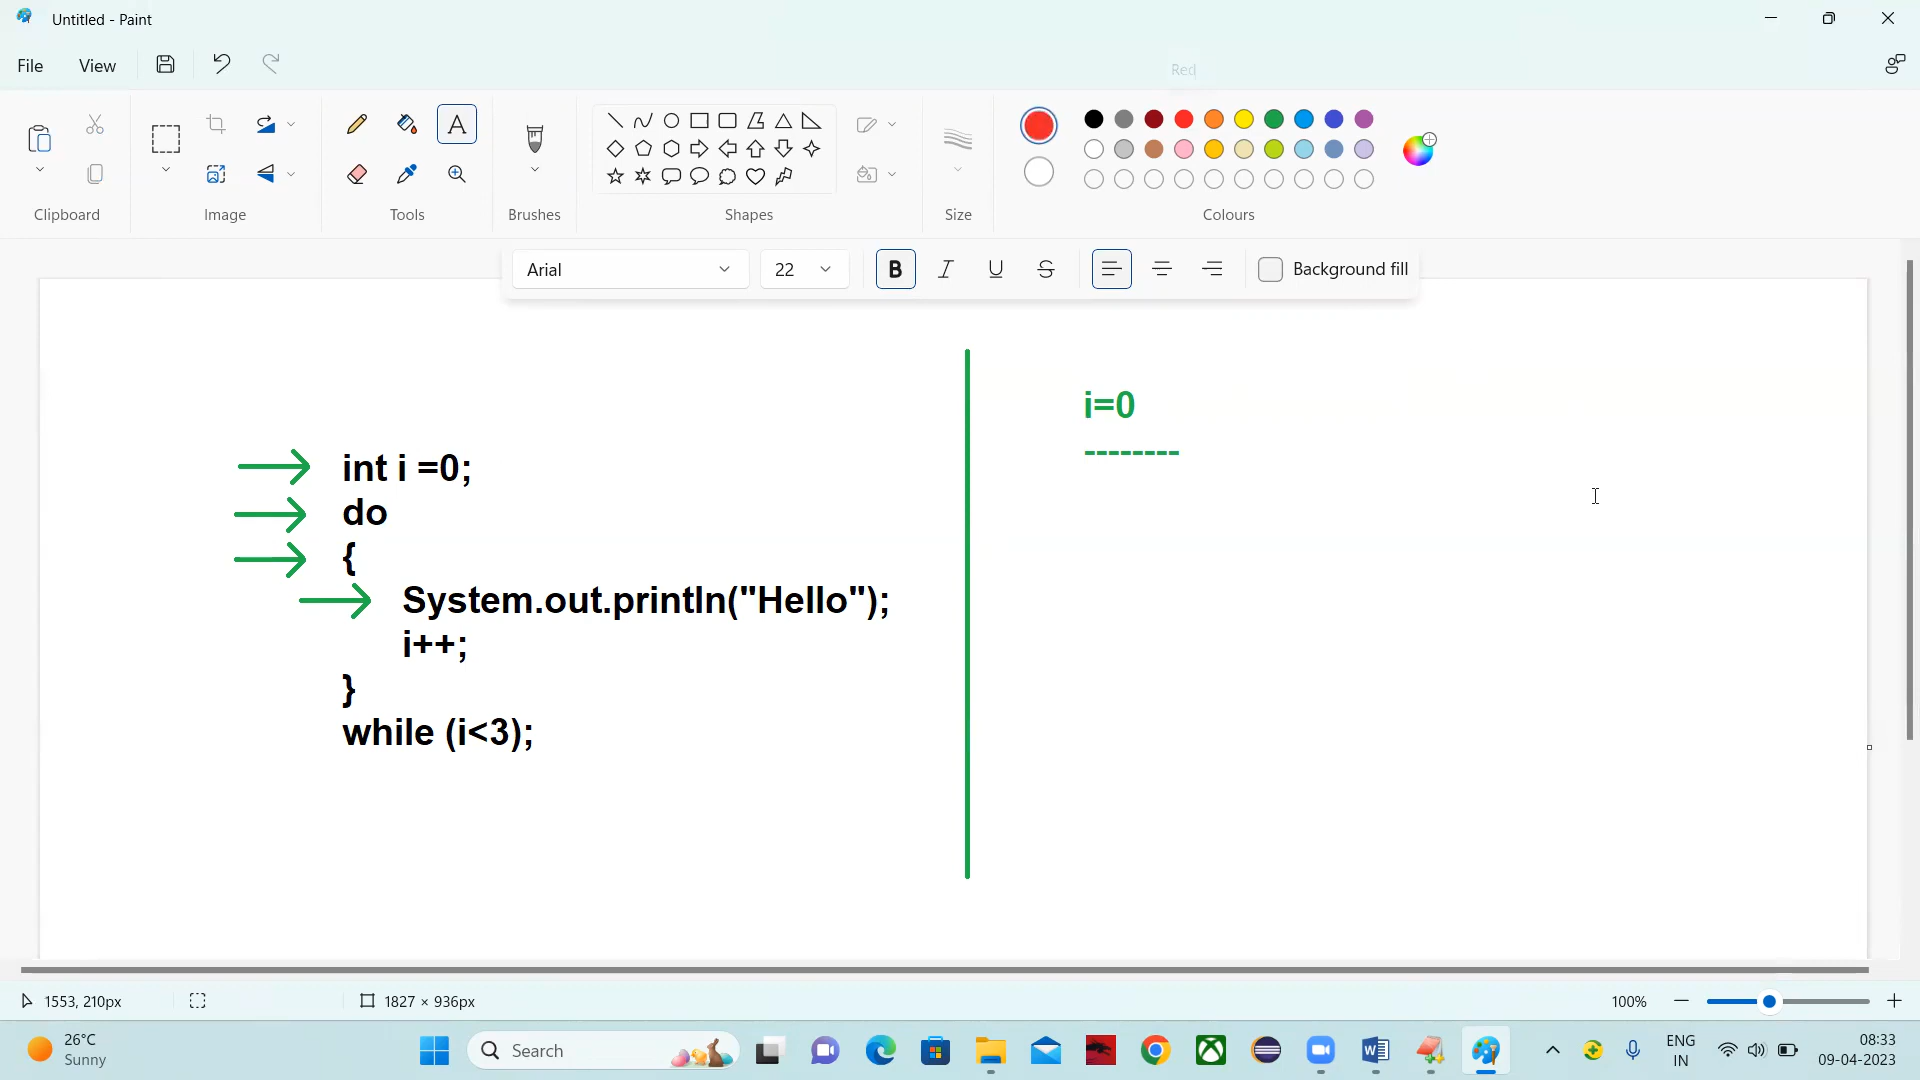 Untitled - Paint
File View
Red
Clipboard Image Tools Brushes Shapes Size Colours
Arial 22 B I U S Background fill
i=0
--------
int i =0;
do
{
System.out.println("Hello");
i++;
}
while (i<3);
1553, 210px 1827 × 936px 100%
26°C
Sunny
Search
ENG
IN
08:33
09-04-2023